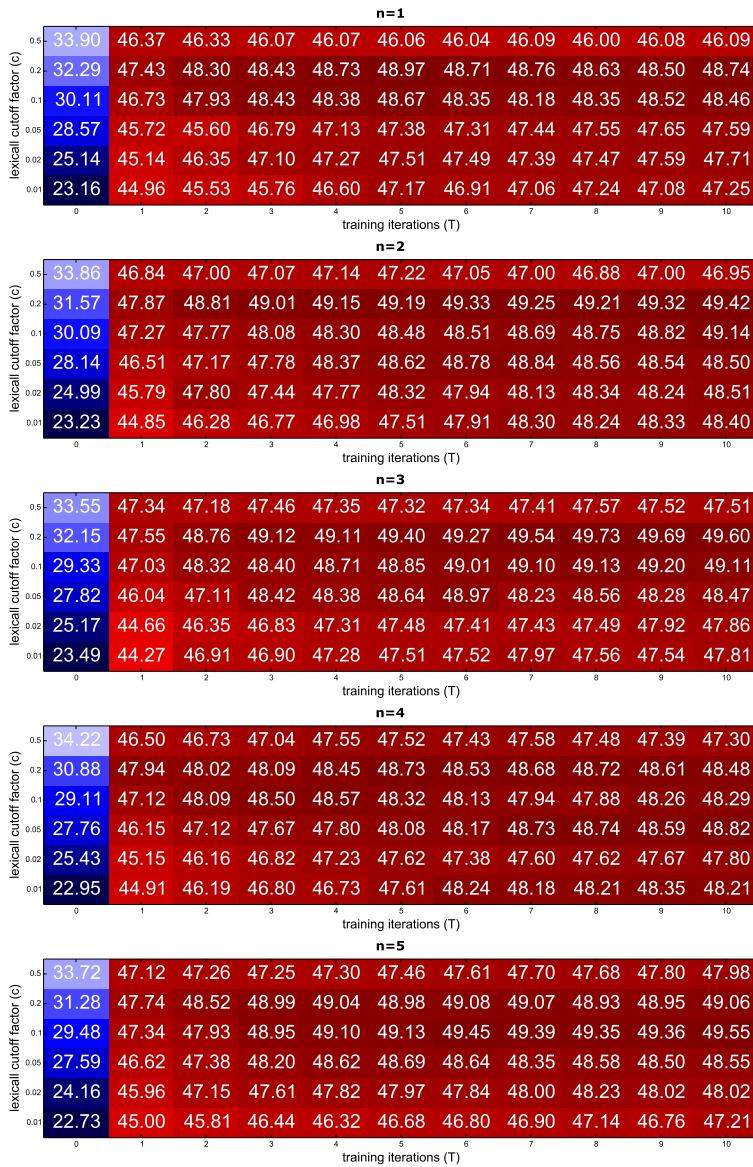 n=1
lexicall cutoff factor (c)
0.5 33.90 46.37 46.33 46.07 46.07 46.06 46.04 46.09 46.00 46.08 46.09
0.2 32.29 47.43 48.30 48.43 48.73 48.97 48.71 48.76 48.63 48.50 48.74
0.1 30.11 46.73 47.93 48.43 48.38 48.67 48.35 48.18 48.35 48.52 48.46
0.05 28.57 45.72 45.60 46.79 47.13 47.38 47.31 47.44 47.55 47.65 47.59
0.02 25.14 45.14 46.35 47.10 47.27 47.51 47.49 47.39 47.47 47.59 47.71
0.01 23.16 44.96 45.53 45.76 46.60 47.17 46.91 47.06 47.24 47.08 47.25
0 1 2 3 4 5 6 7 8 9 10
training iterions (T)
n=2
lexicall cutoff factor (c)
0.5 33.86 46.84 47.00 47.07 47.14 47.22 47.05 47.00 46.88 47.00 46.95
0.2 31.57 47.87 48.81 49.01 49.15 49.19 49.33 49.25 49.21 49.32 49.42
0.1 30.09 47.27 47.77 48.08 48.30 48.48 48.51 48.69 48.75 48.82 49.14
0.05 28.14 46.51 47.17 47.78 48.37 48.62 48.78 48.84 48.56 48.54 48.50
0.02 24.99 45.79 47.80 47.44 47.77 48.32 47.94 48.13 48.34 48.24 48.51
0.01 23.23 44.85 46.28 46.77 46.98 47.51 47.91 48.30 48.24 48.33 48.40
0 1 2 3 4 5 6 7 8 9 10
training iterations (T)
n=3
lexicall cutoff factor (c)
0.5 33.55 47.34 47.18 47.46 47.35 47.32 47.34 47.41 47.57 47.52 47.51
0.2 32.15 47.55 48.76 49.12 49.11 49.40 49.27 49.54 49.73 49.69 49.60
0.1 29.33 47.03 48.32 48.40 48.71 48.85 49.01 49.10 49.13 49.20 49.11
0.05 27.82 46.04 47.11 48.42 48.38 48.64 48.97 48.23 48.56 48.28 48.47
0.02 25.17 44.66 46.35 46.83 47.31 47.48 47.41 47.43 47.49 47.92 47.86
0.01 23.49 44.27 46.91 46.90 47.28 47.51 47.52 47.97 47.56 47.54 47.81
0 1 2 3 4 5 6 7 8 9 10
training iterations (T)
n=4
lexicall cutoff factor (c)
0.5 34.22 46.50 46.73 47.04 47.55 47.52 47.43 47.58 47.48 47.39 47.30
0.2 30.88 47.94 48.02 48.09 48.45 48.73 48.53 48.68 48.72 48.61 48.48
0.1 29.11 47.12 48.09 48.50 48.57 48.32 48.13 47.94 47.88 48.26 48.29
0.05 27.76 46.15 47.12 47.67 47.80 48.08 48.17 48.73 48.74 48.59 48.82
0.02 25.43 45.15 46.16 46.82 47.23 47.62 47.38 47.60 47.62 47.67 47.80
0.01 22.95 44.91 46.19 46.80 46.73 47.61 48.24 48.18 48.21 48.35 48.21
0 1 2 3 4 5 6 7 8 9 10
training iterations (T)
n=5
lexicall cutoff factor (c)
0.5 33.72 47.12 47.26 47.25 47.30 47.46 47.61 47.70 47.68 47.80 47.98
0.2 31.28 47.74 48.52 48.99 49.04 48.98 49.08 49.07 48.93 48.95 49.06
0.1 29.48 47.34 47.93 48.95 49.10 49.13 49.45 49.39 49.35 49.36 49.55
0.05 27.59 46.62 47.38 48.20 48.62 48.69 48.64 48.35 48.58 48.50 48.55
0.02 24.16 45.96 47.15 47.61 47.82 47.97 47.84 48.00 48.23 48.02 48.02
0.01 22.73 45.00 45.81 46.44 46.32 46.68 46.80 46.90 47.14 46.76 47.21
0 1 2 3 4 5 6 7 8 9 10
training iterations (T)